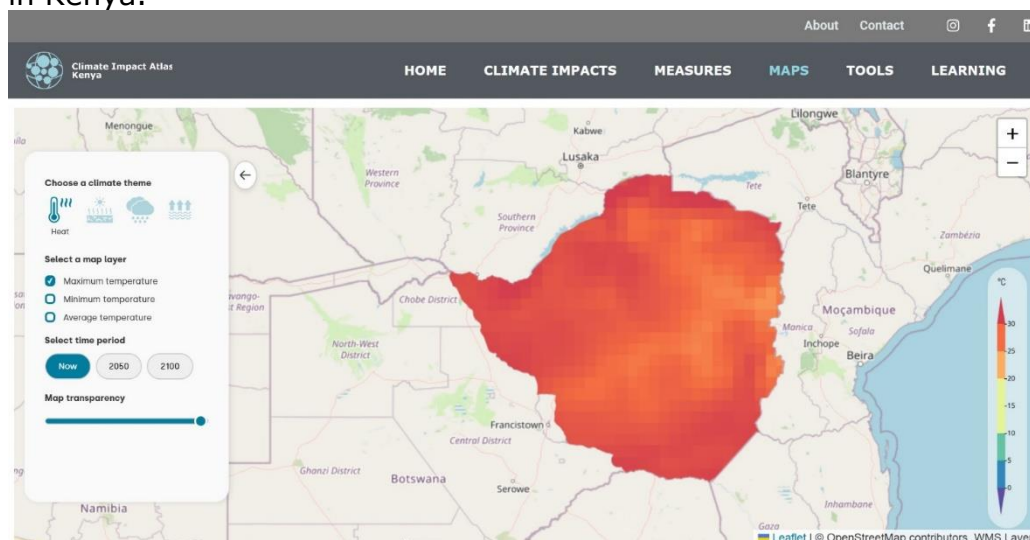 in Kenya.
About Contact
Climate Impact Atlas
Kenya
HOME CLIMATE IMPACTS MEASURES MAPS TOOLS LEARNING
Menongue
Kabwe
Lilongwe
Lusaka
Western
Province
Tete
Blantyre
Tete
Southern
Province
Zambézia
Quelimane
Chobe District
Moçambique
Manica
Sofala
Inchope
Beira
North-West
District
Francistown
Central District
Ghanzi District
Botswana
Serowe
Inhambane
Gaza
Namibia
Choose a climate theme
Heat
Select a map layer
Maximum temperature
Minimum temperature
Average temperature
Select time period
Now 2050 2100
Map transparency
+
−
°C
30
25
20
15
10
5
0
Leaflet | © OpenStreetMap contributors, WMS Laye